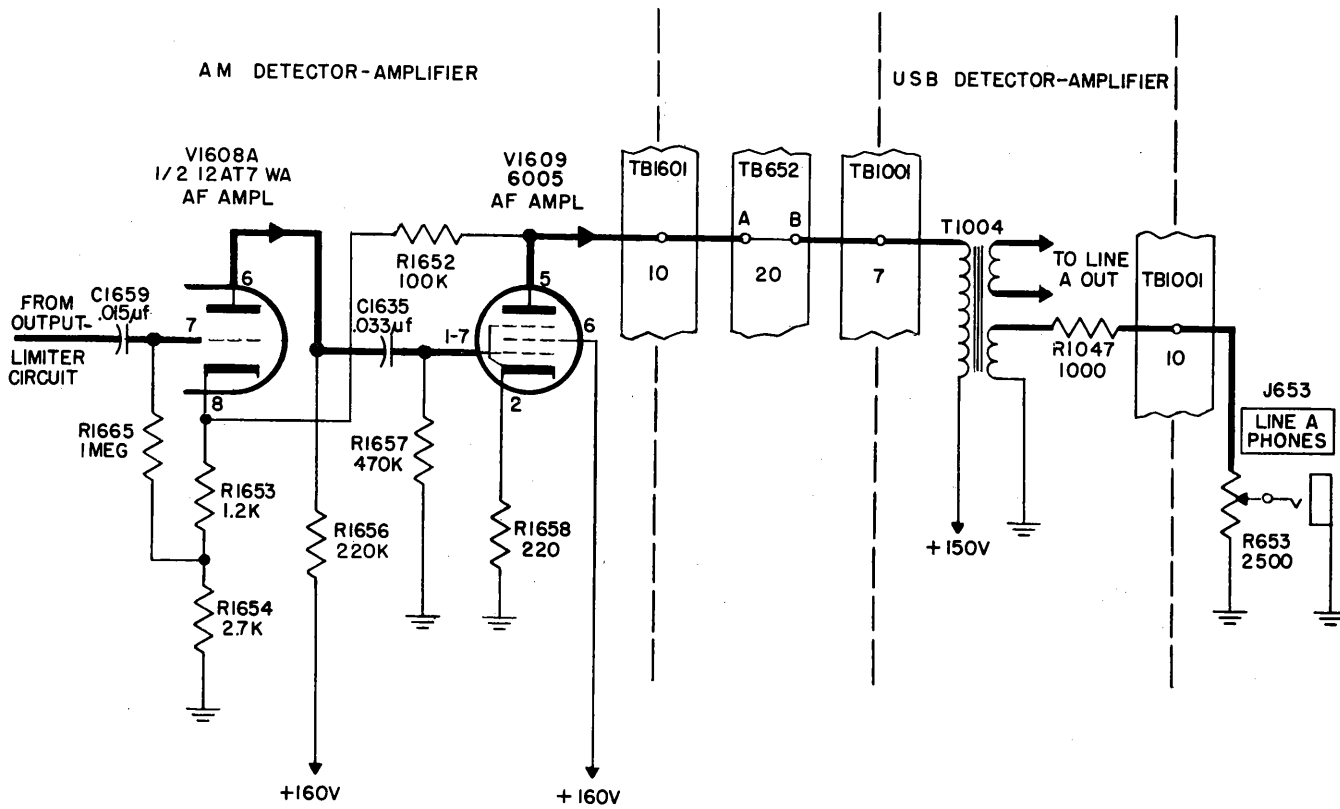 AM DETECTOR-AMPLIFIER
USB DETECTOR-AMPLIFIER
V1608A
1/2 12AT7 WA
AF AMPL
V1609
6005
AF AMPL
TB1601
10
TB652
A B
20
TB1001
7
T1004
TO LINE
A OUT
TB1001
10
R1047
1000
J653
LINE A
PHONES
R653
2500
+150V
FROM
OUTPUT-
LIMITER
CIRCUIT
C1659
.015µf
6
7
8
R1652
100K
C1635
.033µf
1-7
5
6
2
R1665
1MEG
R1653
1.2K
R1654
2.7K
R1656
220K
R1657
470K
R1658
220
+160V
+160V